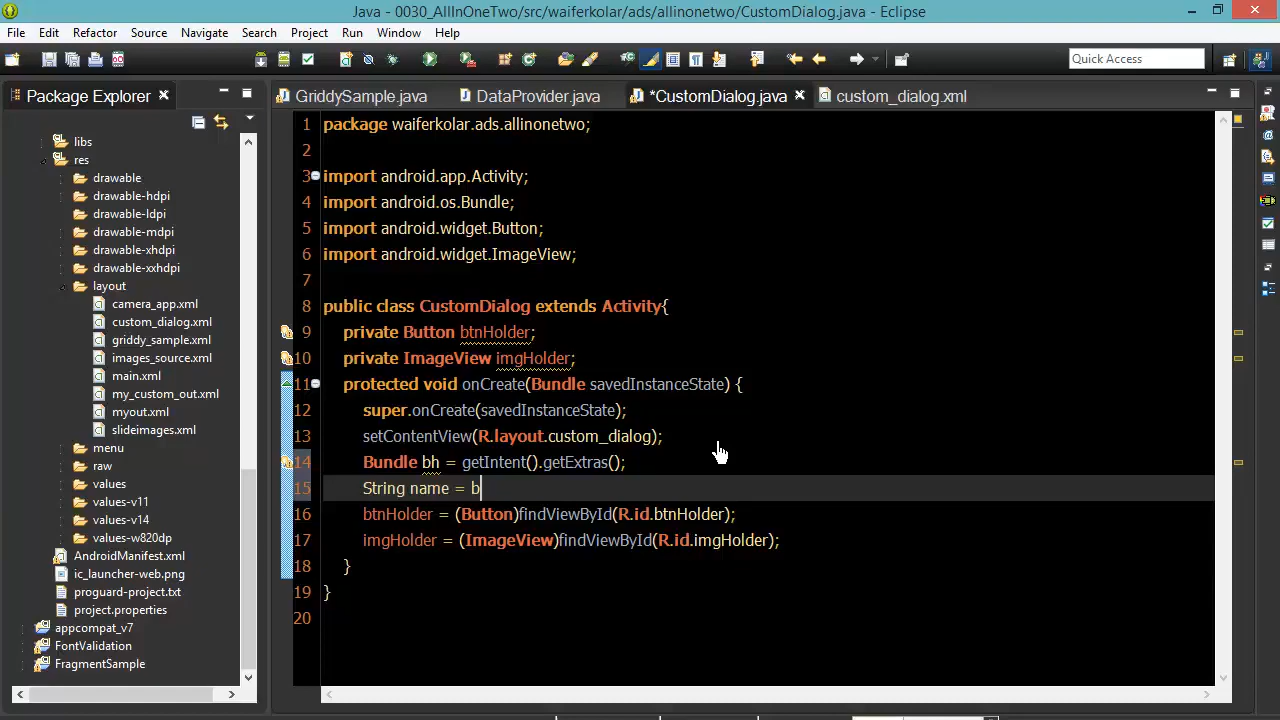 Java - 0030_AllInOneTwo/src/waiferkolar/ads/allinonetwo/CustomDialog.java - Eclipse
File Edit Refactor Source Navigate Search Project Run Window Help
Quick Access
Package Explorer
GriddySample.java DataProvider.java *CustomDialog.java custom_dialog.xml
libs
res
drawable
drawable-hdpi
drawable-ldpi
drawable-mdpi
drawable-xhdpi
drawable-xxhdpi
layout
camera_app.xml
custom_dialog.xml
griddy_sample.xml
images_source.xml
main.xml
my_custom_out.xml
myout.xml
slideimages.xml
menu
raw
values
values-v11
values-v14
values-w820dp
AndroidManifest.xml
ic_launcher-web.png
proguard-project.txt
project.properties
appcompat_v7
FontValidation
FragmentSample
1 package waiferkolar.ads.allinonetwo;
2
3 import android.app.Activity;
4 import android.os.Bundle;
5 import android.widget.Button;
6 import android.widget.ImageView;
7
8 public class CustomDialog extends Activity{
9 private Button btnHolder;
10 private ImageView imgHolder;
11 protected void onCreate(Bundle savedInstanceState) {
12 super.onCreate(savedInstanceState);
13 setContentView(R.layout.custom_dialog);
14 Bundle bh = getIntent().getExtras();
15 String name = b
16 btnHolder = (Button)findViewById(R.id.btnHolder);
17 imgHolder = (ImageView)findViewById(R.id.imgHolder);
18 }
19 }
20